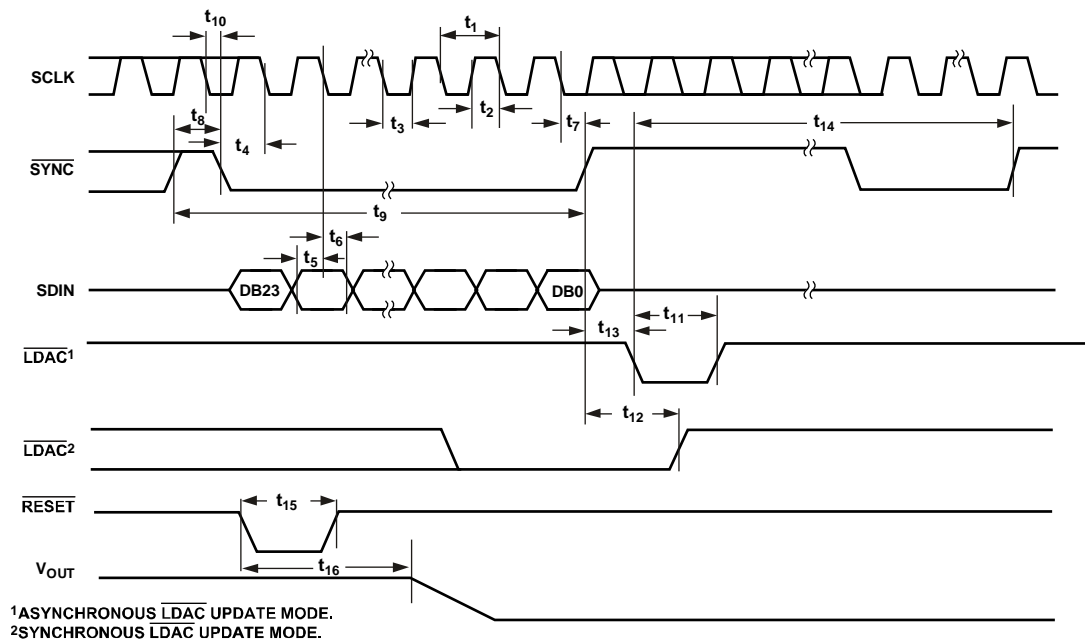 t10
t1
SCLK
t2
t3
t7
t8
t4
t14
SYNC
t9
t6
t5
SDIN
DB23
DB0
t11
t13
LDAC1
t12
LDAC2
RESET
t15
t16
VOUT
1ASYNCHRONOUS LDAC UPDATE MODE.
2SYNCHRONOUS LDAC UPDATE MODE.